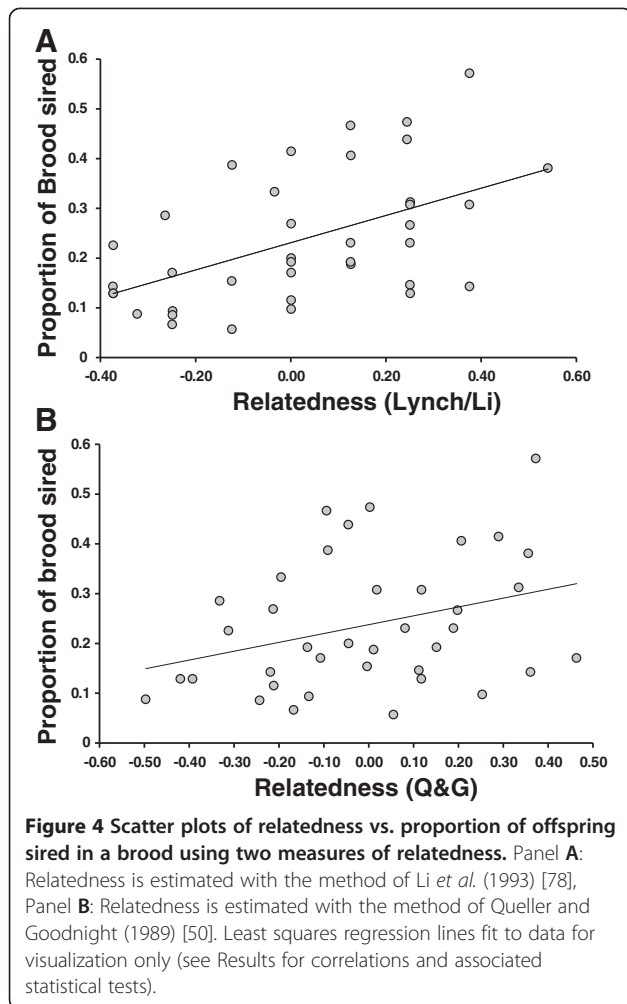 A
Proportion of Brood sired
0.6
0.5
0.4
0.3
0.2
0.1
0
-0.40 -0.20 0.00 0.20 0.40 0.60
Relatedness (Lynch/Li)
B
Proportion of brood sired
0.6
0.5
0.4
0.3
0.2
0.1
0
-0.60 -0.50 -0.40 -0.30 -0.20 -0.10 0.00 0.10 0.20 0.30 0.40 0.50
Relatedness (Q&G)
Figure 4 Scatter plots of relatedness vs. proportion of offspring
sired in a brood using two measures of relatedness. Panel A:
Relatedness is estimated with the method of Li et al. (1993) [78],
Panel B: Relatedness is estimated with the method of Queller and
Goodnight (1989) [50]. Least squares regression lines fit to data for
visualization only (see Results for correlations and associated
statistical tests).